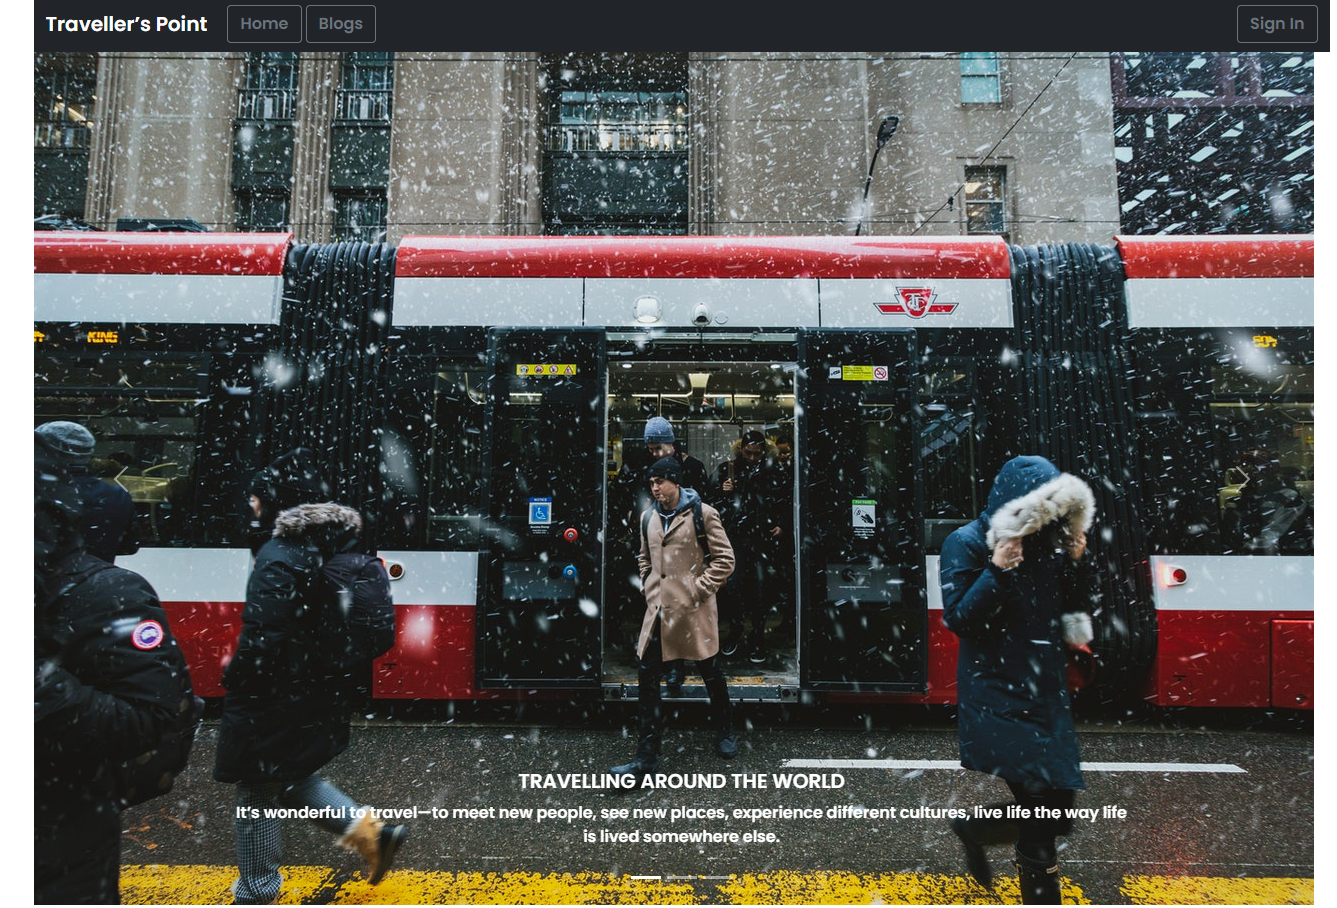 Traveller’s Point
Home
Blogs
Sign In
KING
NOTICE
TRAVELLING AROUND THE WORLD
It’s wonderful to travel—to meet new people, see new places, experience different cultures, live life the way life
is lived somewhere else.